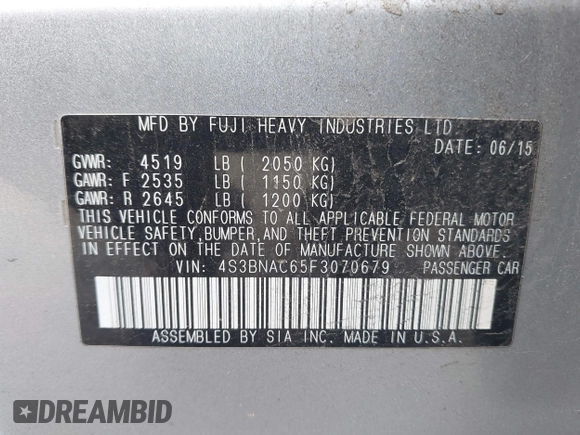 MFD BY FUJI HEAVY INDUSTRIES LTD
DATE: 06/15
GVWR: 4519 LB ( 2050 KG)
GAWR: F 2535 LB ( 1150 KG)
GAWR: R 2645 LB ( 1200 KG)
THIS VEHICLE CONFORMS TO ALL APPLICABLE FEDERAL MOTOR
VEHICLE SAFETY, BUMPER, AND THEFT PREVENTION STANDARDS
IN EFFECT ON THE DATE OF MANUFACTURE SHOWN ABOVE.
VIN: 4S3BNAC65F3070679 PASSENGER CAR
ASSEMBLED BY SIA INC. MADE IN U.S.A.
DREAMBID